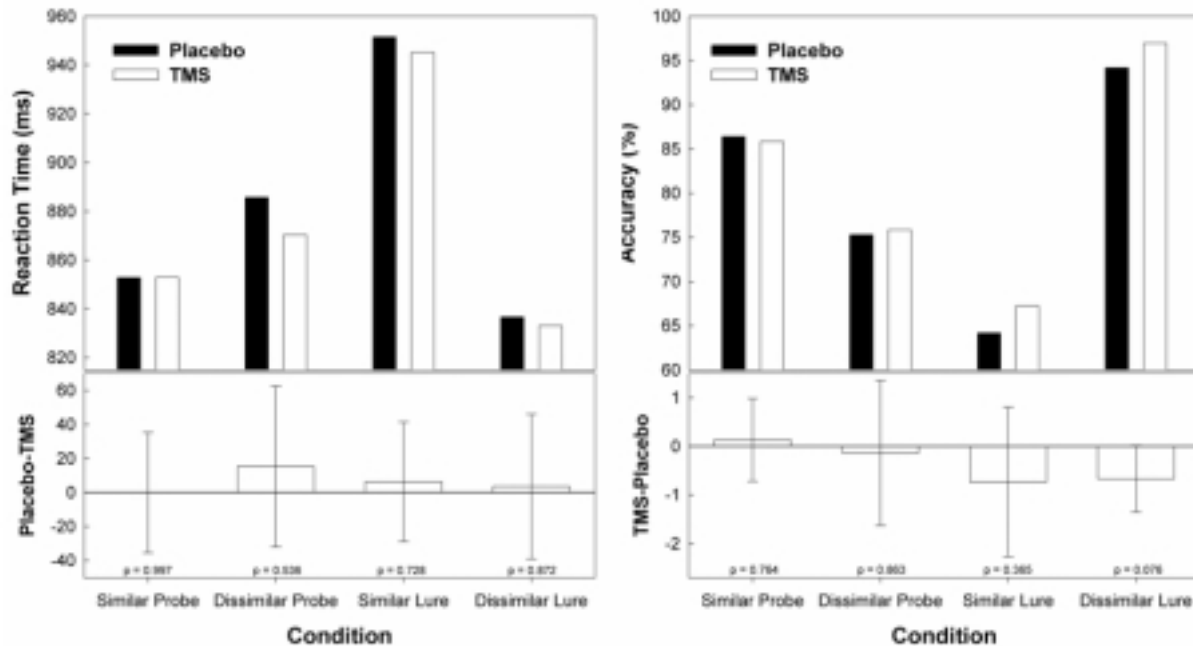 960
940
920
900
880
860
840
820
Reaction Time (ms)
Placebo
TMS
60
40
20
0
-20
-40
Placebo-TMS
p = 0.997
p = 0.536
p = 0.728
p = 0.872
Similar Probe
Dissimilar Probe
Similar Lure
Dissimilar Lure
Condition
100
95
90
85
80
75
70
65
60
Accuracy (%)
Placebo
TMS
1
0
-1
-2
TMS-Placebo
p = 0.764
p = 0.863
p = 0.365
p = 0.076
Similar Probe
Dissimilar Probe
Similar Lure
Dissimilar Lure
Condition